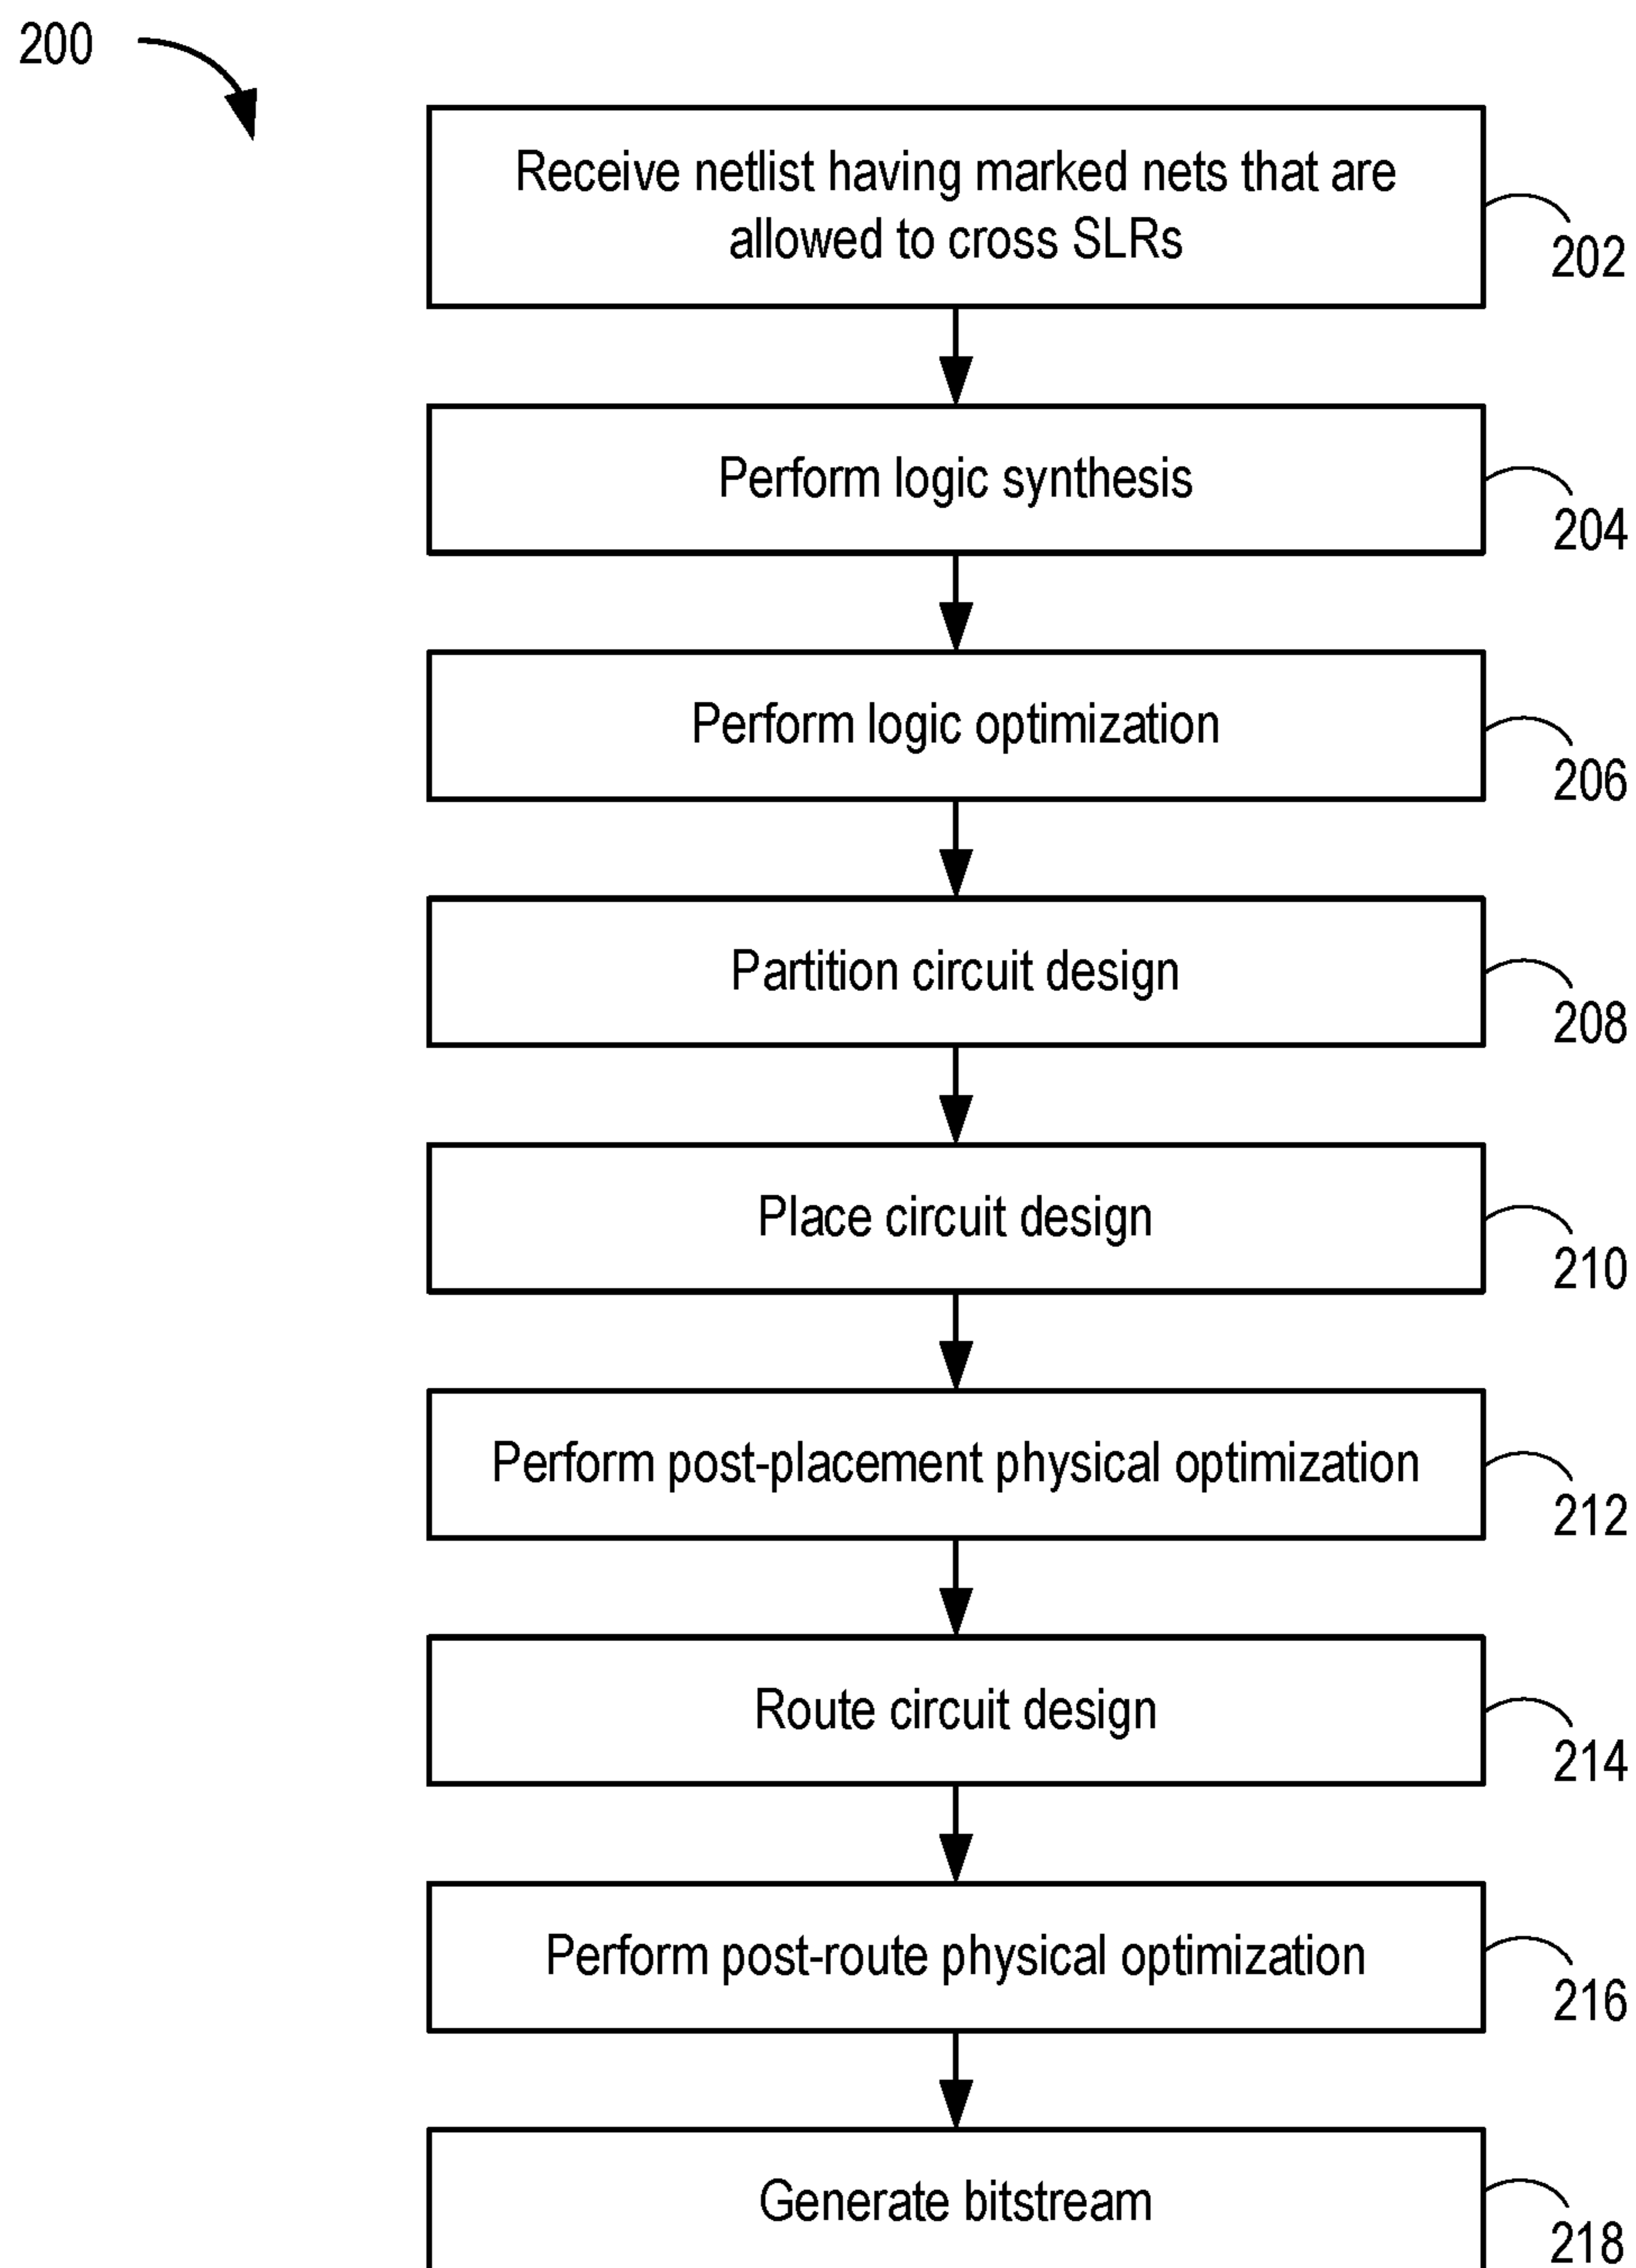 200
Receive netlist having marked nets that are
allowed to cross SLRs
202
Perform logic synthesis
204
Perform logic optimization
206
Partition circuit design
208
Place circuit design
210
Perform post-placement physical optimization
212
Route circuit design
214
Perform post-route physical optimization
216
Generate bitstream
218